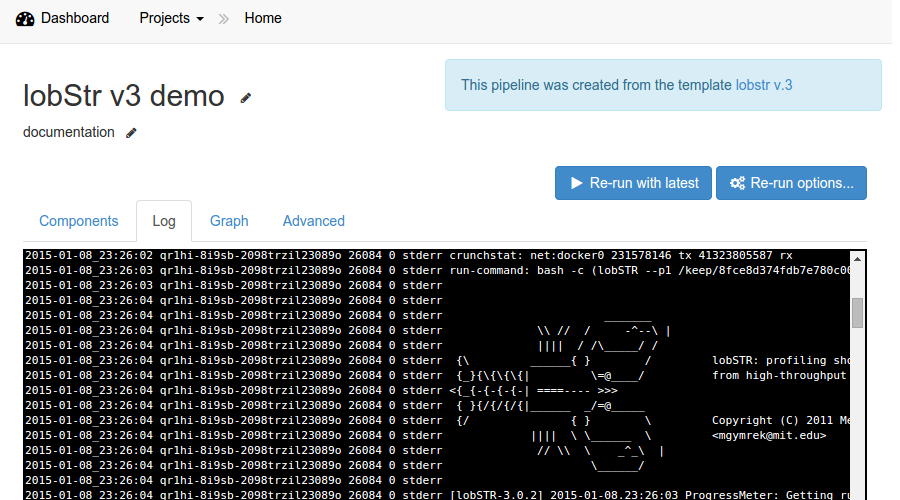 Dashboard Projects Home
lobStr v3 demo
This pipeline was created from the template lobstr v.3
documentation
Re-run with latest Re-run options...
Components Log Graph Advanced
2015-01-08_23:26:02 qr1hi-8i9sb-2098trzil23089o 26084 0 stderr crunchstat: net:docker0 231578146 tx 41323805587 rx
2015-01-08_23:26:03 qr1hi-8i9sb-2098trzil23089o 26084 0 stderr run-command: bash -c (lobSTR --p1 /keep/8fce8d374fdb7e780c00
2015-01-08_23:26:03 qr1hi-8i9sb-2098trzil23089o 26084 0 stderr
2015-01-08_23:26:04 qr1hi-8i9sb-2098trzil23089o 26084 0 stderr
2015-01-08_23:26:04 qr1hi-8i9sb-2098trzil23089o 26084 0 stderr                        _______
2015-01-08_23:26:04 qr1hi-8i9sb-2098trzil23089o 26084 0 stderr              \\ //  /     -^--\ |
2015-01-08_23:26:04 qr1hi-8i9sb-2098trzil23089o 26084 0 stderr              ||||  / /\_____/ /
2015-01-08_23:26:04 qr1hi-8i9sb-2098trzil23089o 26084 0 stderr  {\         ______{ }        /         lobSTR: profiling sho
2015-01-08_23:26:04 qr1hi-8i9sb-2098trzil23089o 26084 0 stderr  {_}{\{\{\{|         \=@____/          from high-throughput
2015-01-08_23:26:04 qr1hi-8i9sb-2098trzil23089o 26084 0 stderr <{_{-{-{-{-| ====---- >>>
2015-01-08_23:26:04 qr1hi-8i9sb-2098trzil23089o 26084 0 stderr  { }{/{/{/{|______  _/=@_____
2015-01-08_23:26:04 qr1hi-8i9sb-2098trzil23089o 26084 0 stderr  {/               { }        \         Copyright (C) 2011 Me
2015-01-08_23:26:04 qr1hi-8i9sb-2098trzil23089o 26084 0 stderr             ||||  \ \______  \         <mgymrek@mit.edu>
2015-01-08_23:26:04 qr1hi-8i9sb-2098trzil23089o 26084 0 stderr              // \\  \    _^_\  |
2015-01-08_23:26:04 qr1hi-8i9sb-2098trzil23089o 26084 0 stderr                      \______/
2015-01-08_23:26:04 qr1hi-8i9sb-2098trzil23089o 26084 0 stderr
2015-01-08_23:26:04 qr1hi-8i9sb-2098trzil23089o 26084 0 stderr [lobSTR-3.0.2] 2015-01-08.23:26:03 ProgressMeter: Getting ru